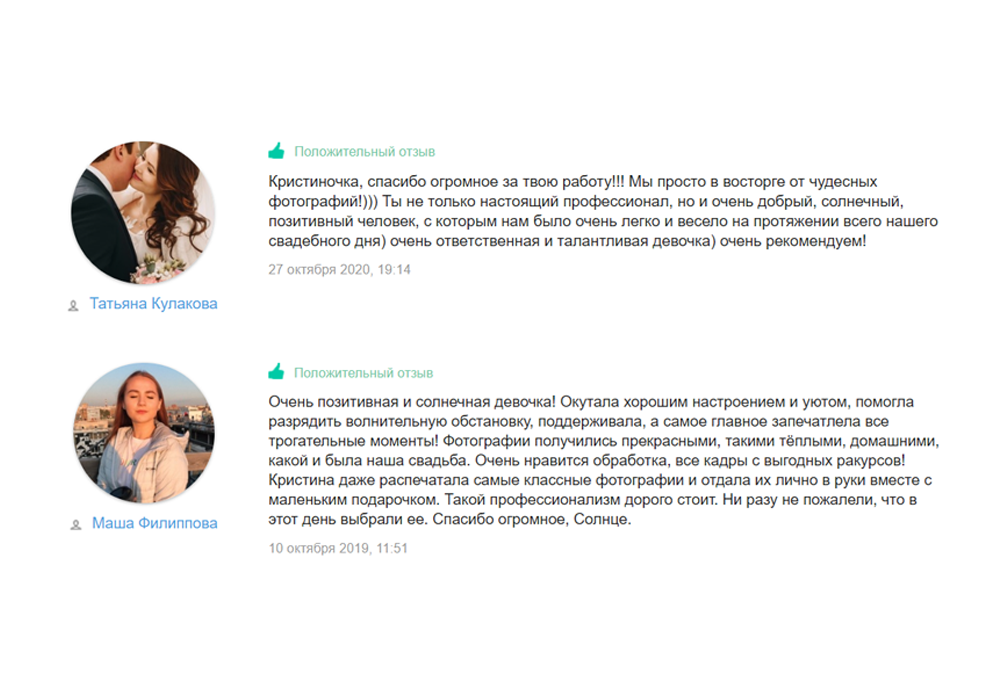 Положительный отзыв
Кристиночка, спасибо огромное за твою работу!!! Мы просто в восторге от чудесных
фотографий!))) Ты не только настоящий профессионал, но и очень добрый, солнечный,
позитивный человек, с которым нам было очень легко и весело на протяжении всего нашего
свадебного дня) очень ответственная и талантливая девочка) очень рекомендуем!
27 октября 2020, 19:14
Татьяна Кулакова
Положительный отзыв
Очень позитивная и солнечная девочка! Окутала хорошим настроением и уютом, помогла
разрядить волнительную обстановку, поддерживала, а самое главное запечатлела все
трогательные моменты! Фотографии получились прекрасными, такими тёплыми, домашними,
какой и была наша свадьба. Очень нравится обработка, все кадры с выгодных ракурсов!
Кристина даже распечатала самые классные фотографии и отдала их лично в руки вместе с
маленьким подарочком. Такой профессионализм дорого стоит. Ни разу не пожалели, что в
этот день выбрали ее. Спасибо огромное, Солнце.
10 октября 2019, 11:51
Маша Филиппова